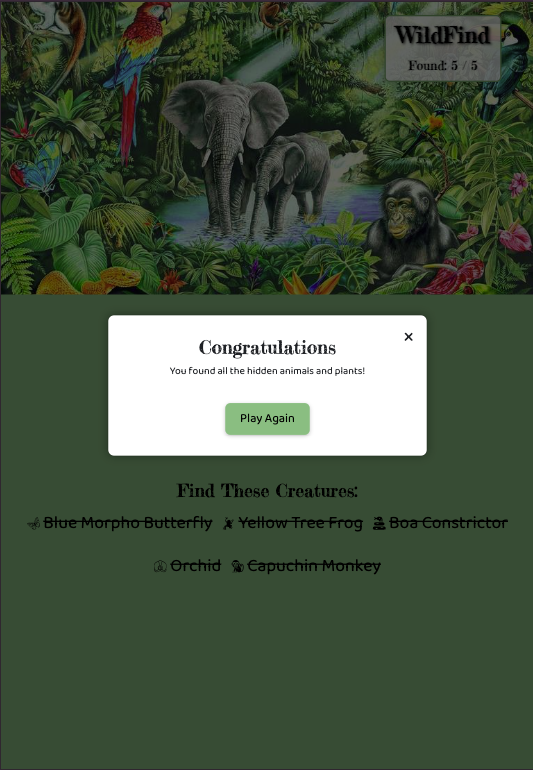 WildFind
Found: 5 / 5
Congratulations
You found all the hidden animals and plants!
Play Again
Find These Creatures:
Blue Morpho Butterfly Yellow Tree Frog Boa Constrictor
Orchid Capuchin Monkey